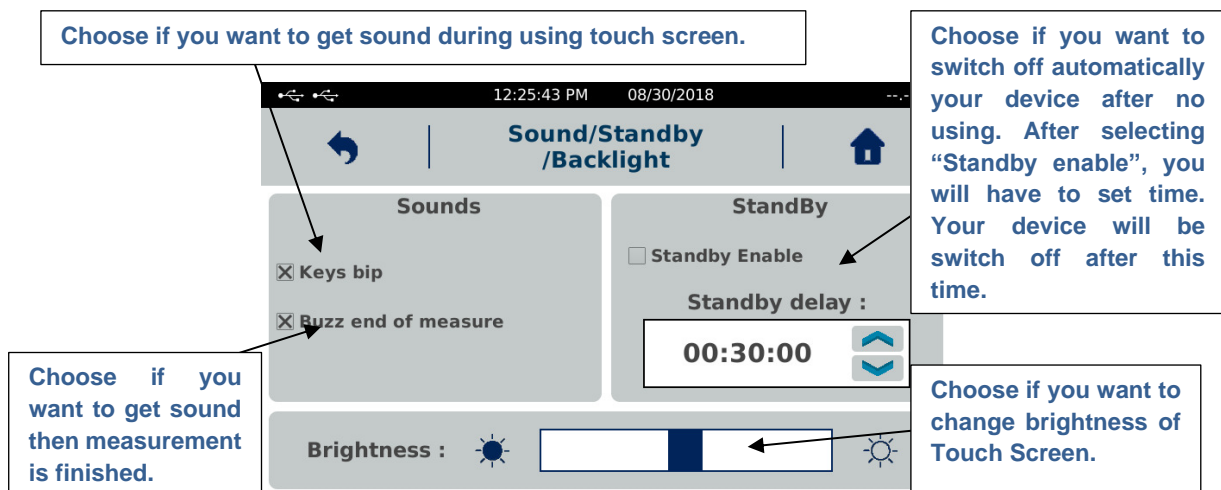 Choose if you want to get sound during using touch screen.
Choose if you want to
switch off automatically
your device after no
using. After selecting
“Standby enable”, you
will have to set time.
Your device will be
switch off after this
time.
12:25:43 PM 08/30/2018 --.-
Sound/Standby
/Backlight
Sounds
StandBy
Keys bip
Standby Enable
Buzz end of measure
Standby delay :
00:30:00
Choose if you
want to get sound
then measurement
is finished.
Choose if you want to
change brightness of
Touch Screen.
Brightness :